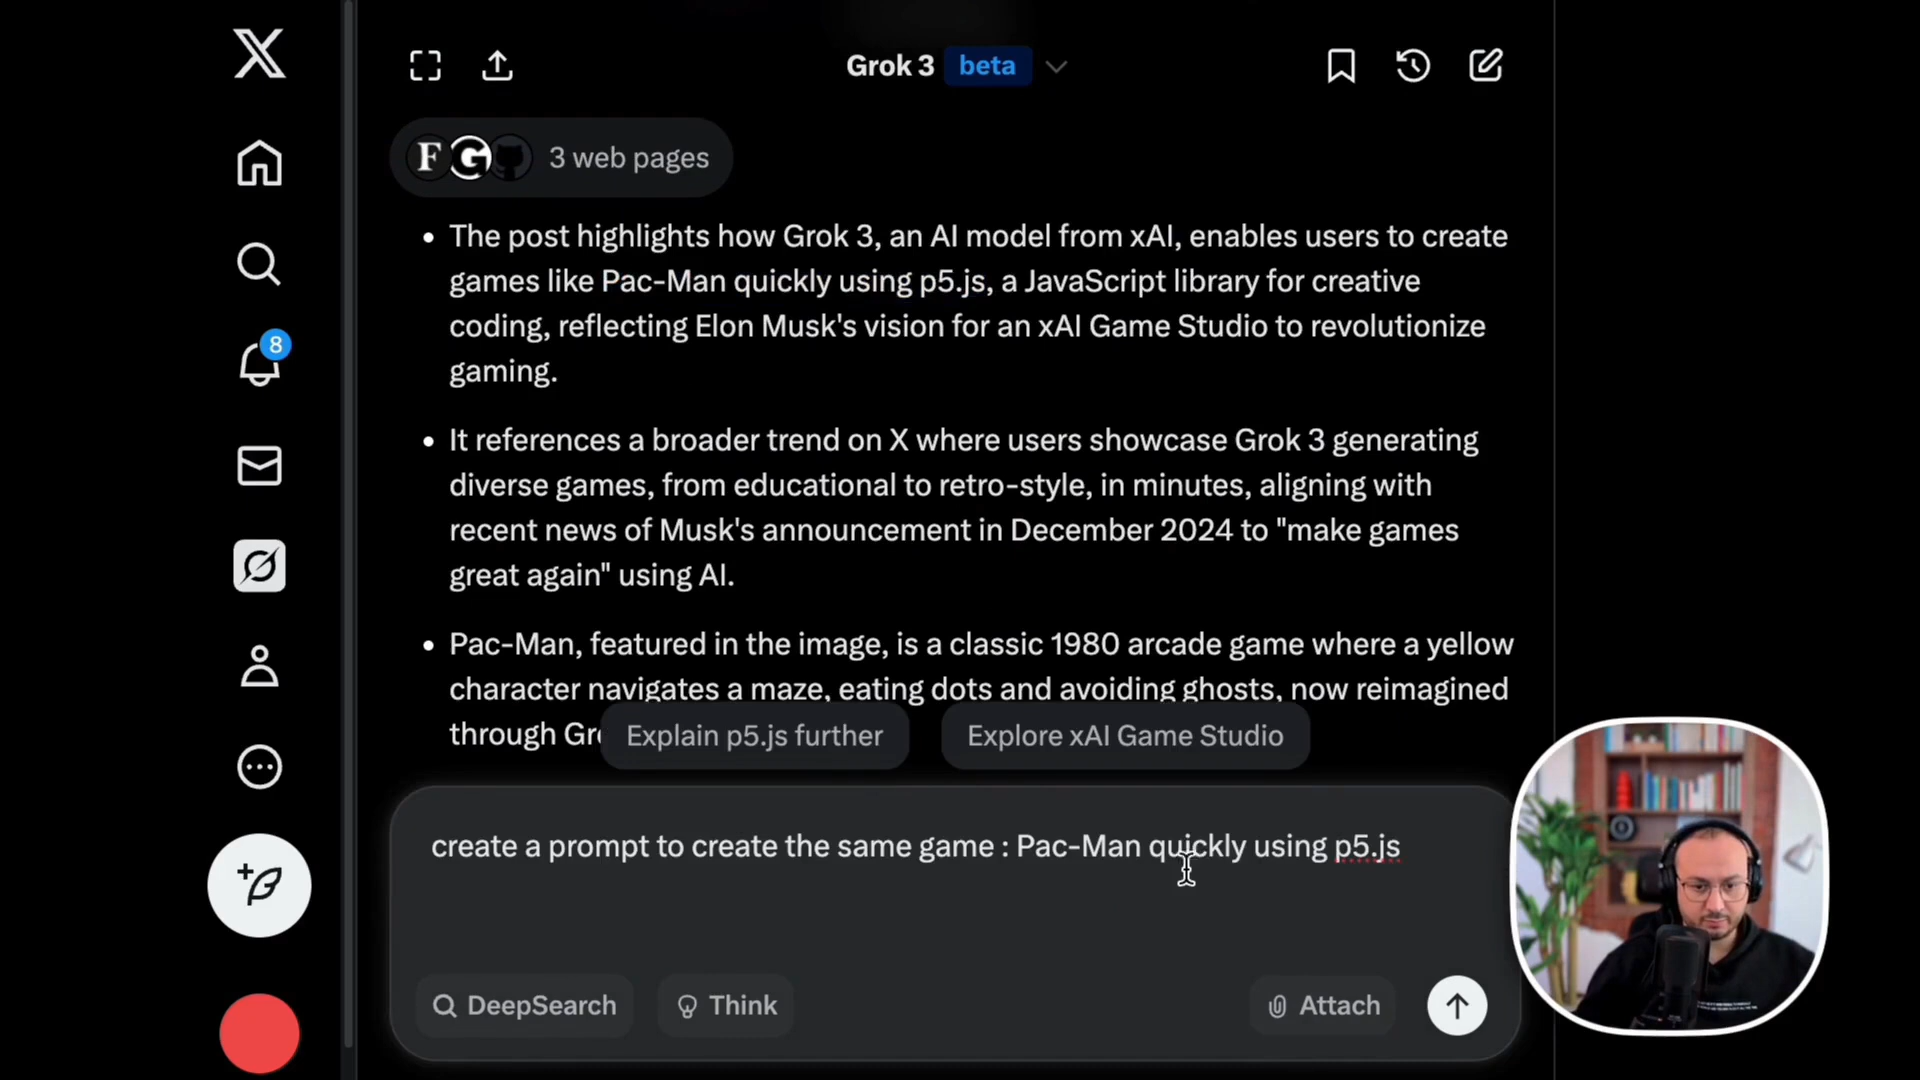 Grok 3 beta
3 web pages
• The post highlights how Grok 3, an AI model from xAI, enables users to create
games like Pac-Man quickly using p5.js, a JavaScript library for creative
coding, reflecting Elon Musk's vision for an xAI Game Studio to revolutionize
gaming.
8
• It references a broader trend on X where users showcase Grok 3 generating
diverse games, from educational to retro-style, in minutes, aligning with
recent news of Musk's announcement in December 2024 to "make games
great again" using AI.
• Pac-Man, featured in the image, is a classic 1980 arcade game where a yellow
character navigates a maze, eating dots and avoiding ghosts, now reimagined
through Gr
Explain p5.js further
Explore xAI Game Studio
create a prompt to create the same game : Pac-Man quickly using p5.js
DeepSearch
Think
Attach